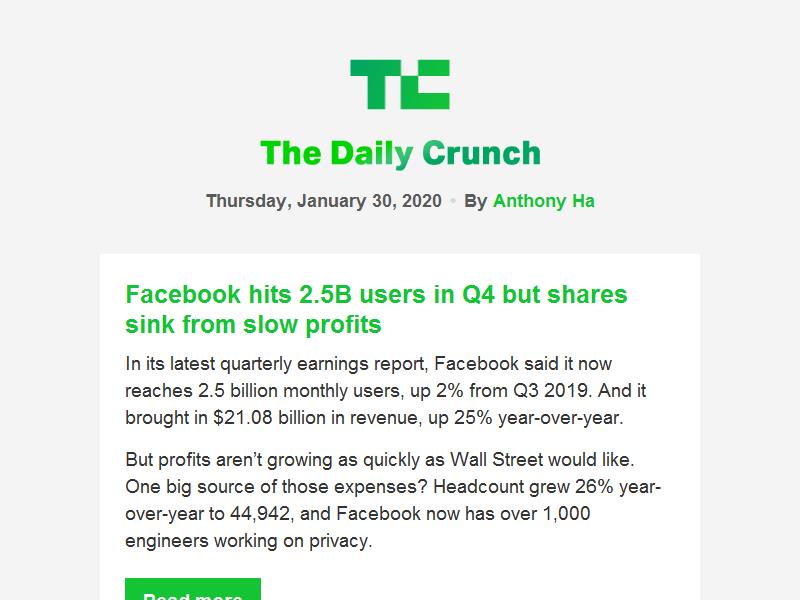 TC
The Daily Crunch
Thursday, January 30, 2020 • By Anthony Ha
Facebook hits 2.5B users in Q4 but shares
sink from slow profits
In its latest quarterly earnings report, Facebook said it now
reaches 2.5 billion monthly users, up 2% from Q3 2019. And it
brought in $21.08 billion in revenue, up 25% year-over-year.
But profits aren’t growing as quickly as Wall Street would like.
One big source of those expenses? Headcount grew 26% year-
over-year to 44,942, and Facebook now has over 1,000
engineers working on privacy.
Read more